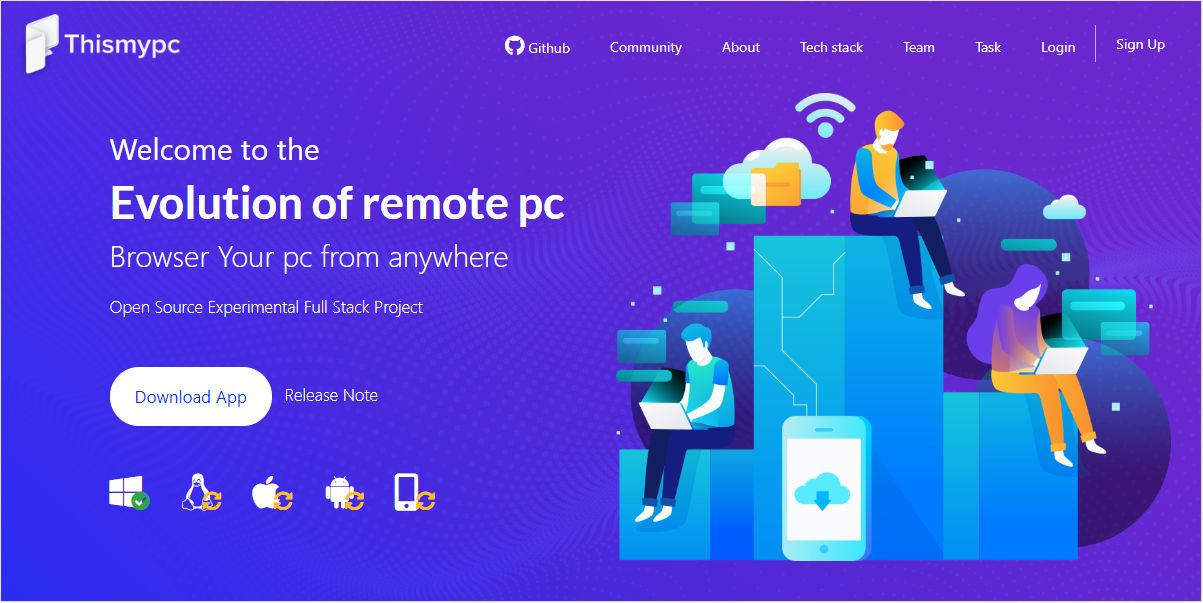 Thismypc
Github Community About Tech stack Team Task Login Sign Up
Welcome to the
Evolution of remote pc
Browser Your pc from anywhere
Open Source Experimental Full Stack Project
Download App Release Note